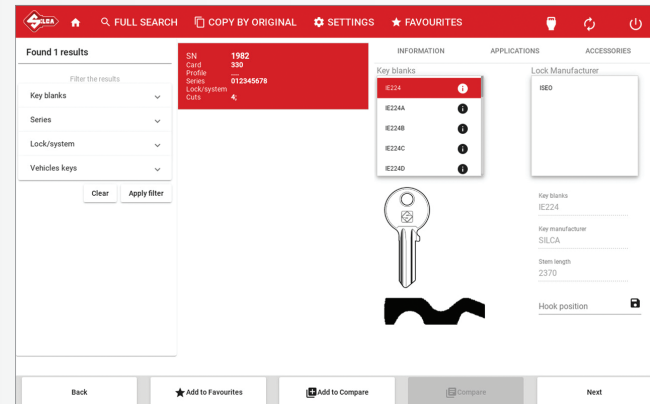 SILCA
FULL SEARCH
COPY BY ORIGINAL
SETTINGS
FAVOURITES
Found 1 results
Filter the results
Key blanks
Series
Lock/system
Vehicles keys
Clear
Apply filter
SN 1982
Card 330
Profile ....
Series 012345678
Lock/system
Cuts 4;
INFORMATION
APPLICATIONS
ACCESSORIES
Key blanks
IE224
IE224A
IE224B
IE224C
IE224D
Lock Manufacturer
ISEO
Key blanks
IE224
Key manufacturer
SILCA
Stem length
2370
Hook position
Back
Add to Favourites
Add to Compare
Compare
Next